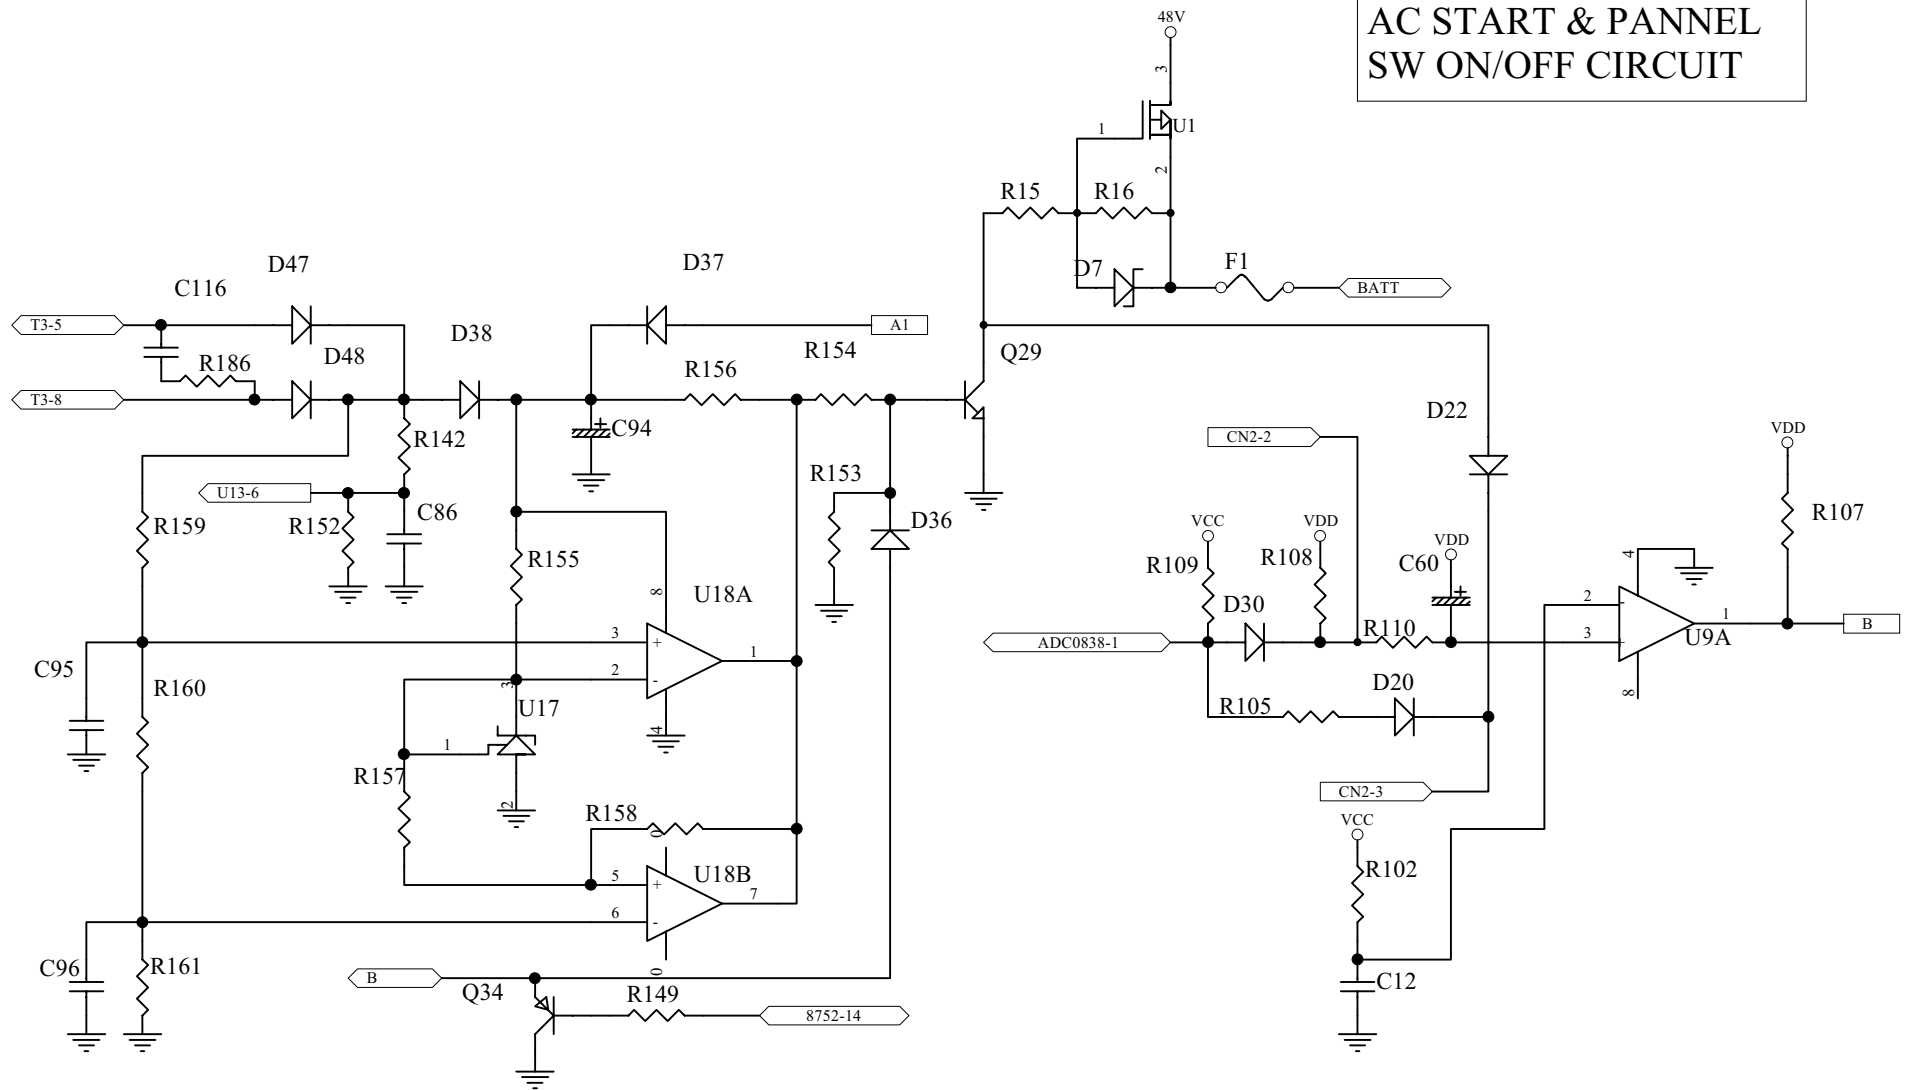 AC START & PANNEL
SW ON/OFF CIRCUIT
48V
3
1
U1
2
R15
R16
D7
F1
BATT
D47
C116
D37
T3-5
D38
A1
R154
Q29
D48
R186
R156
T3-8
D22
R142
C94
CN2-2
VDD
R153
U13-6
R159
R152
C86
D36
R107
VCC
VDD
VDD
R155
R109
R108
C60
8
U18A
4
D30
2
3
+
1
-
3
+
1
U9A
B
2
-
ADC0838-1
R110
C95
R160
3
U17
D20
8
R105
4
1
R157
2
CN2-3
R158
0
VCC
U18B
R102
5
+
7
6
-
C96
R161
0
B
Q34
R149
C12
8752-14